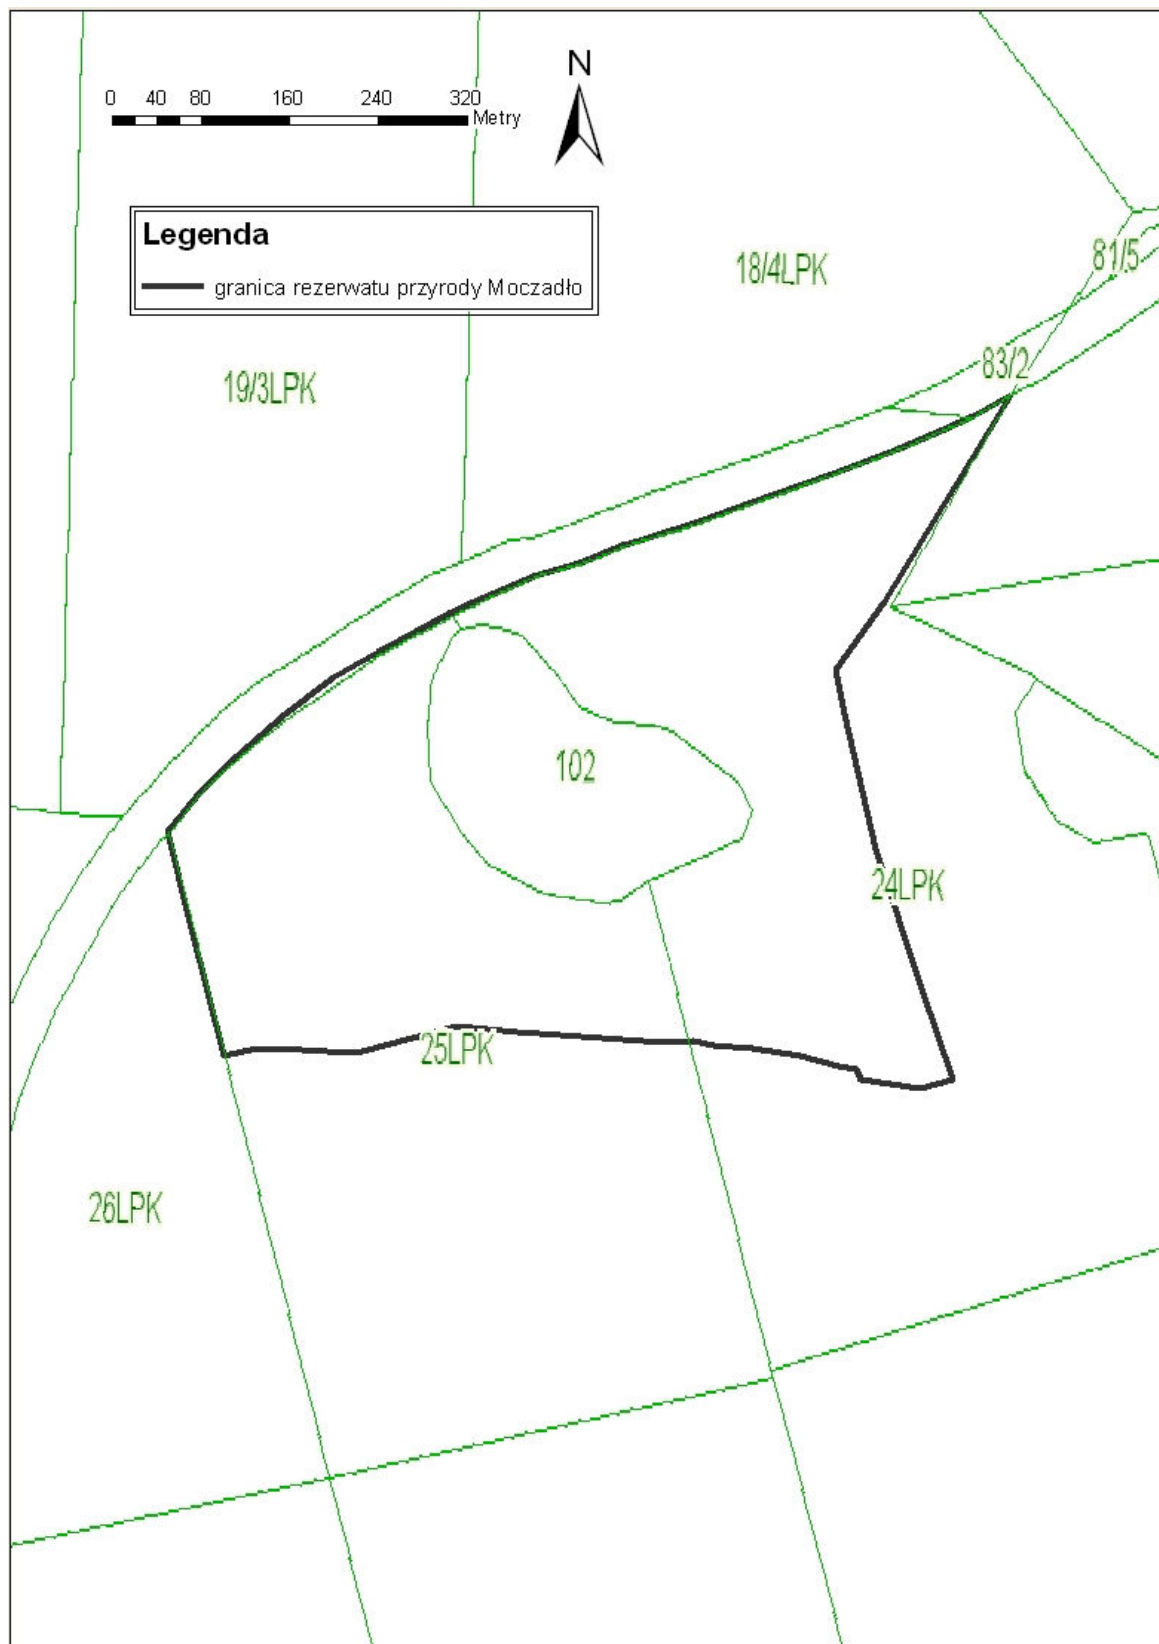 N
0 40 80 160 240 320
Metry
Legenda
granica rezerwatu przyrody Moczadło
18/4LPK
81/5
83/2
19/3LPK
102
24LPK
25LPK
26LPK